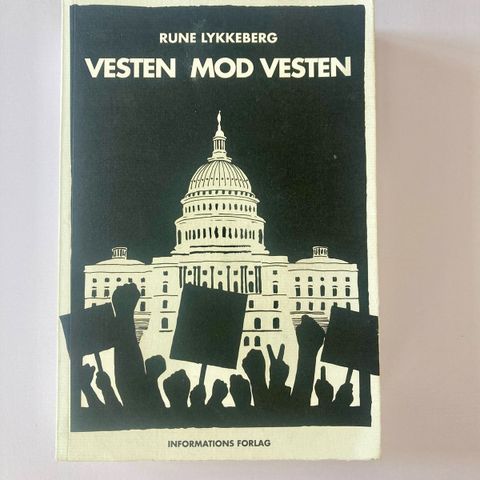 RUNE LYKKEBERG
VESTEN MOD VESTEN
INFORMATIONS FORLAG